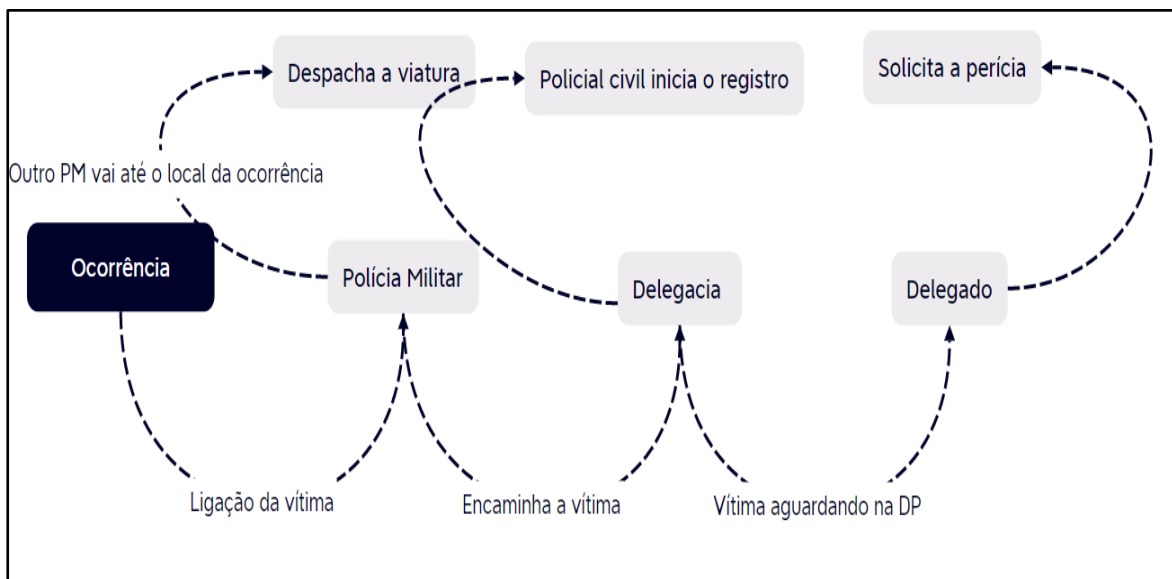 Despacha a viatura
Policial civil inicia o registro
Solicita a perícia
Outro PM vai até o local da ocorrência
Ocorrência
Polícia Militar
Delegacia
Delegado
Ligação da vítima
Encaminha a vítima
Vítima aguardando na DP